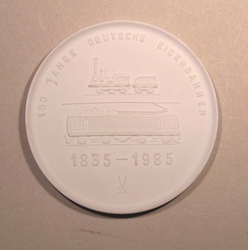 150 JAHRE DEUTSCHE EISENBAHNEN
1835-1985